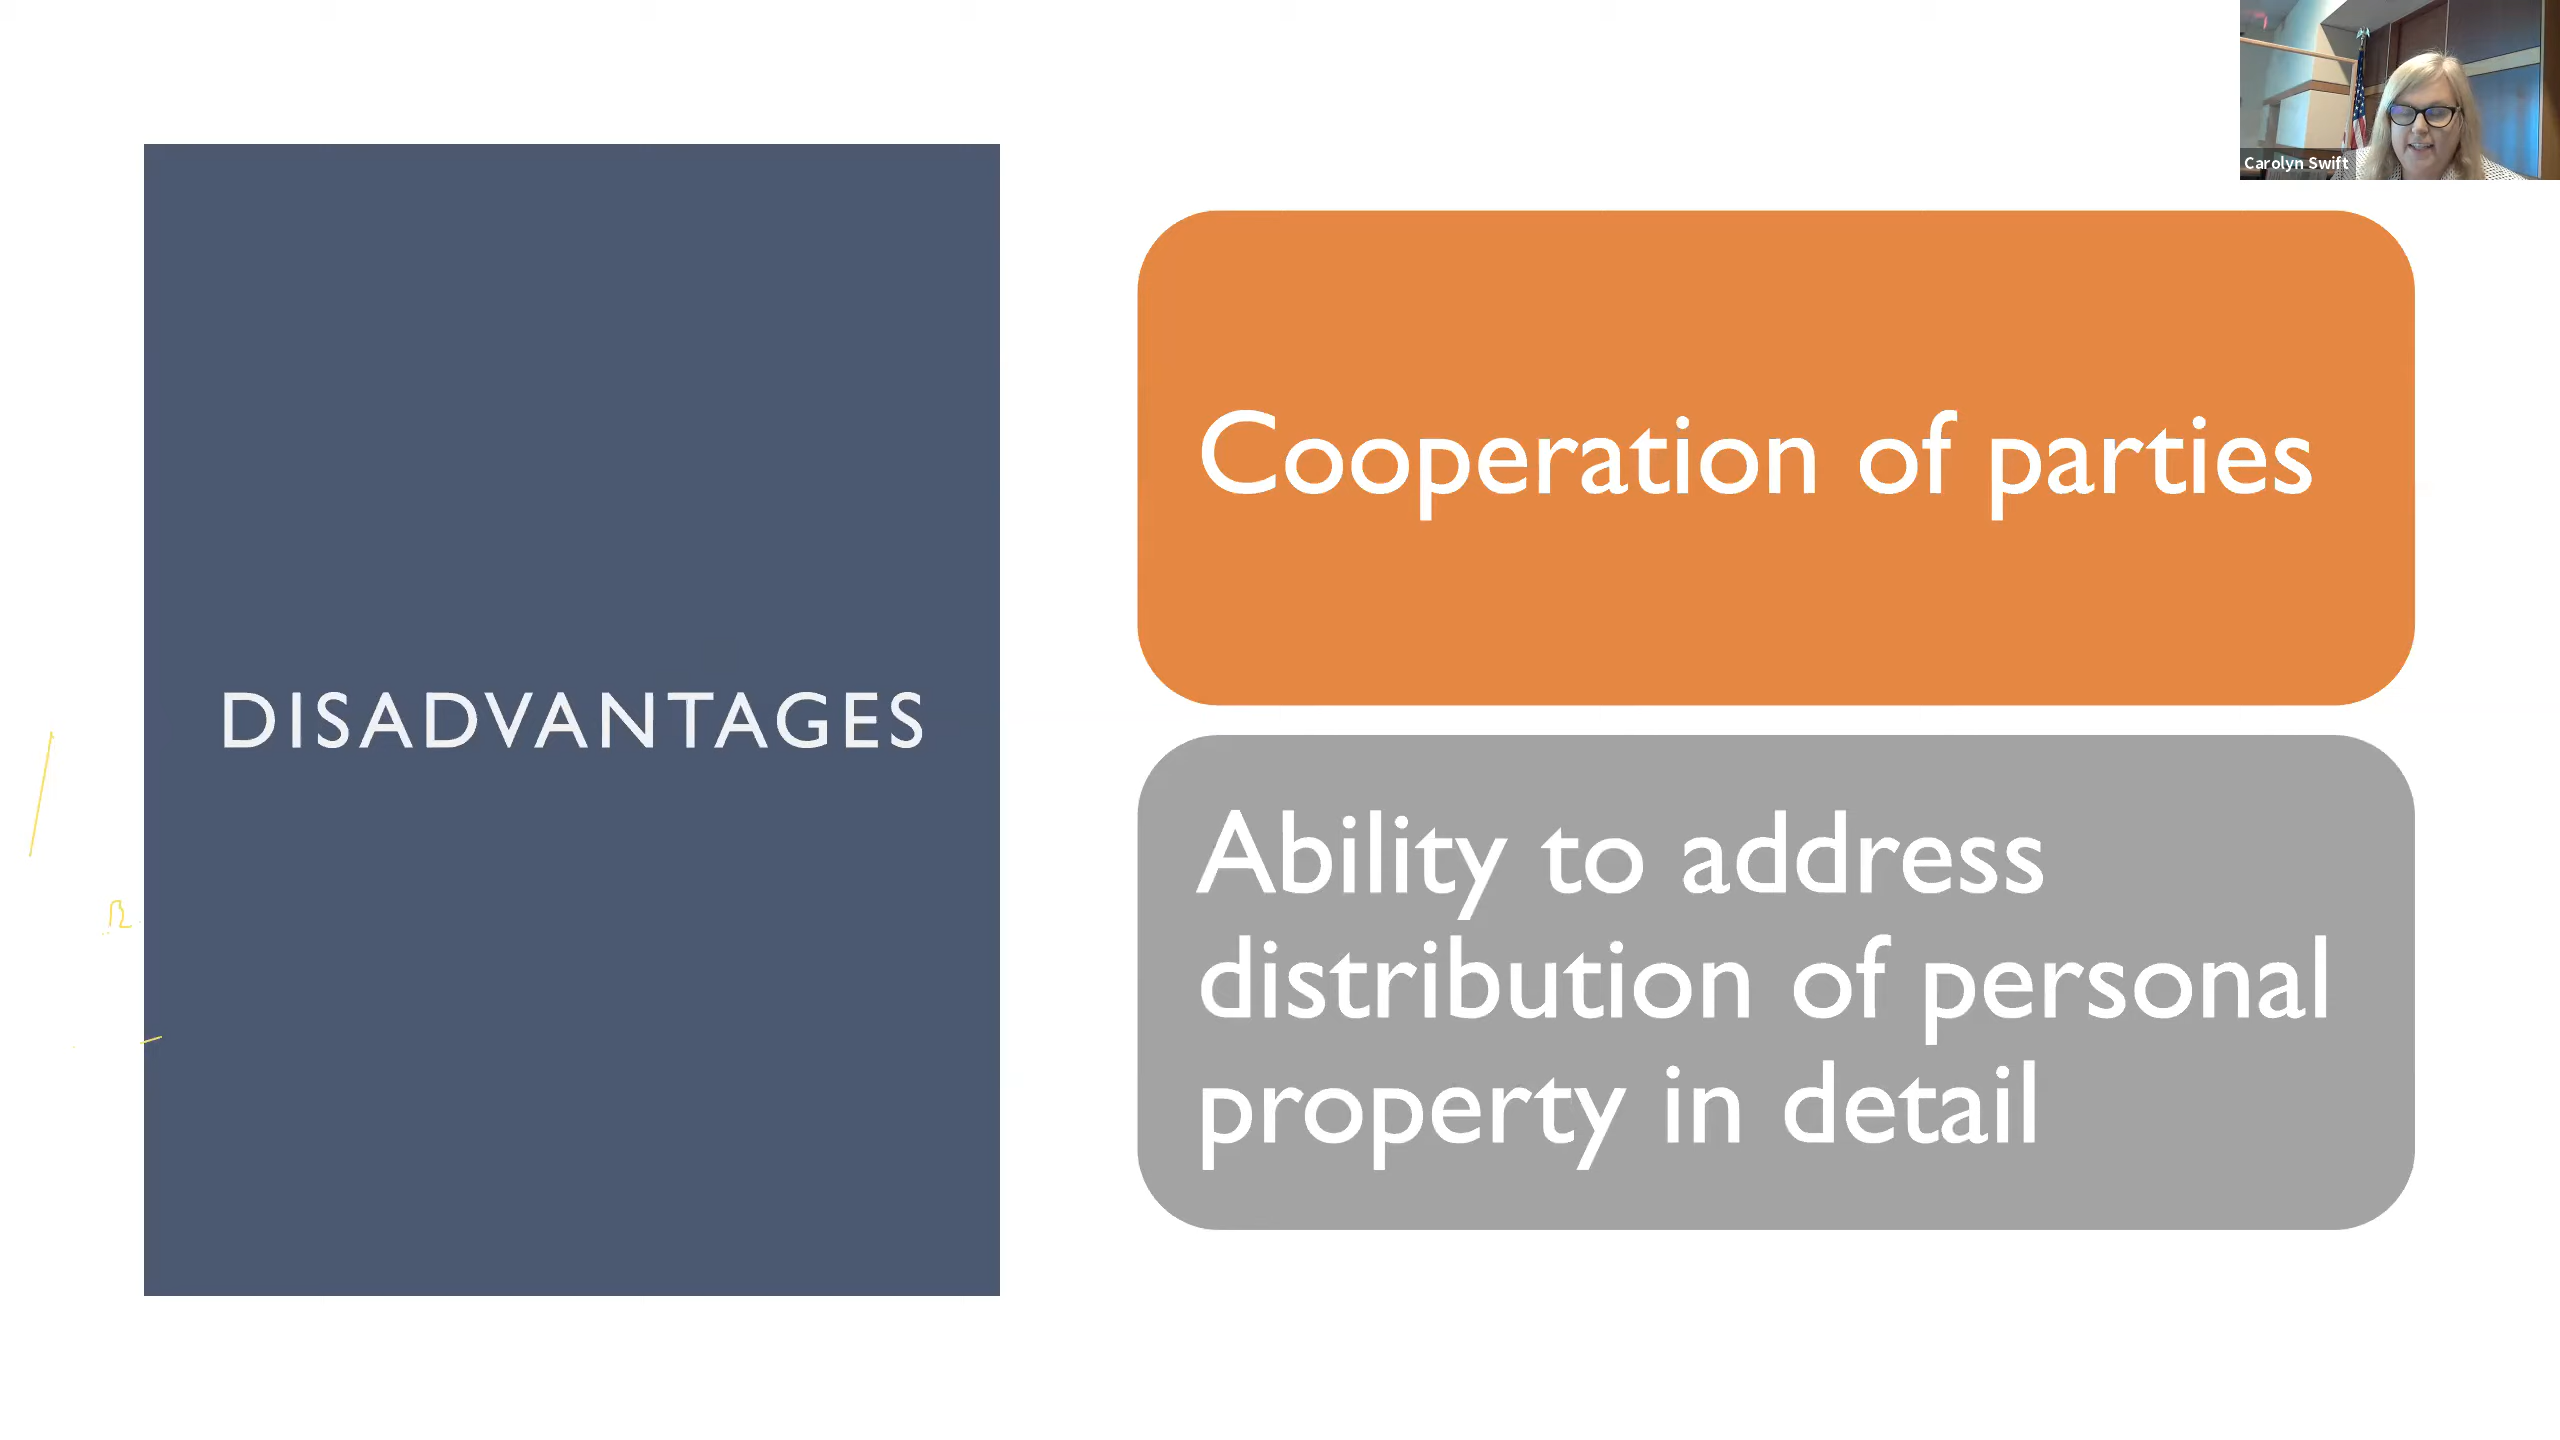 Carolyn Swift
DISADVANTAGES
Cooperation of parties
Ability to address
distribution of personal
property in detail